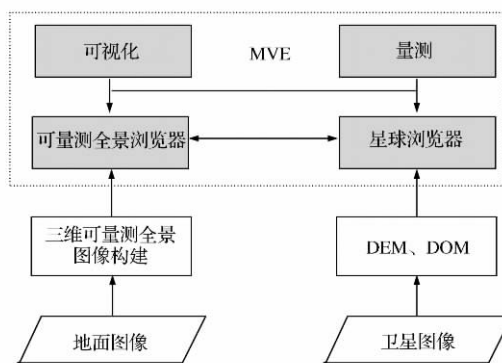 可视化
MVE
量测
可量测全景浏览器
星球浏览器
三维可量测全景
图像构建
DEM、DOM
地面图像
卫星图像